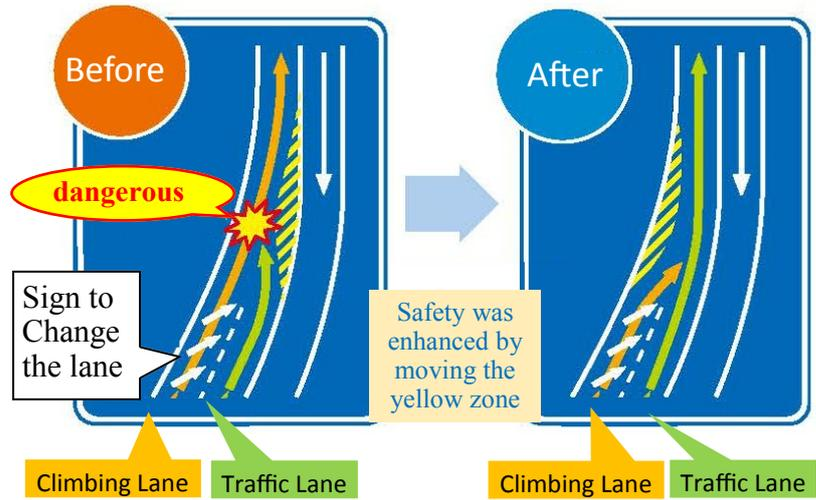 Before
After
dangerous
Sign to
Change
the lane
Safety was
enhanced by
moving the
yellow zone
Climbing Lane
Traffic Lane
Climbing Lane
Traffic Lane